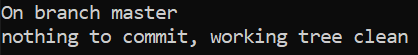 On branch master
nothing to commit, working tree clean